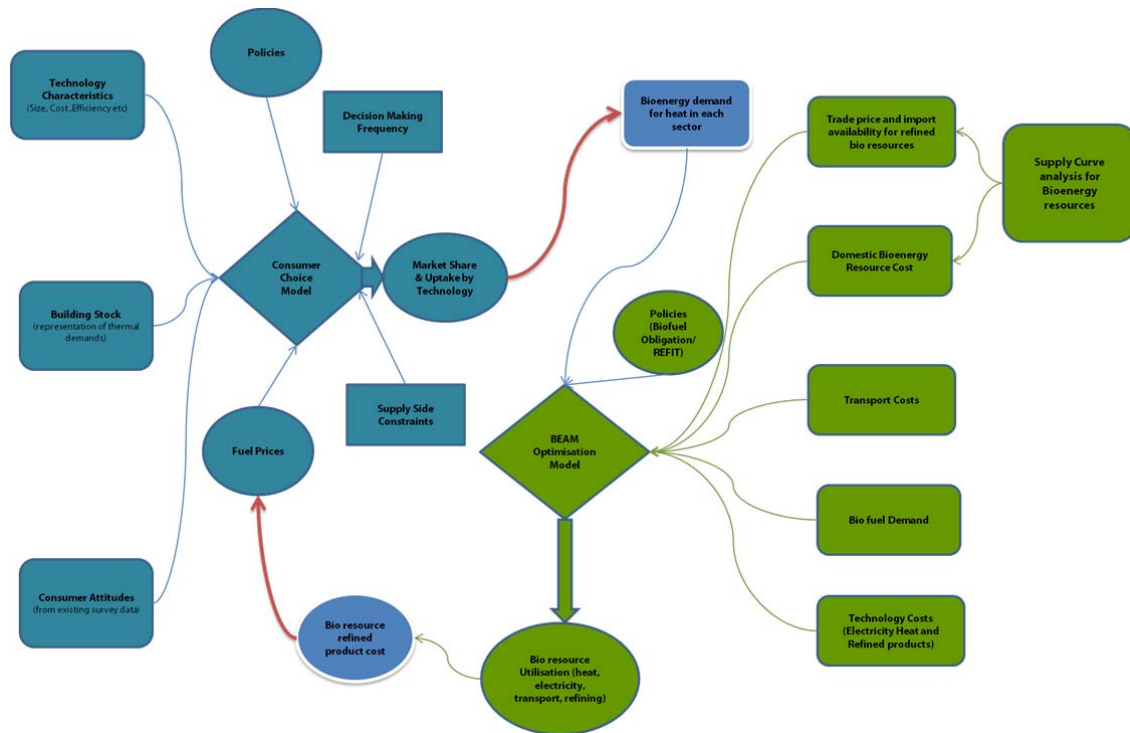 Policies
Technology
Characteristics
(Size, Cost ,Efficiency etc)
Decision Making
Frequency
Bioenergy demand
for heat in each
sector
Trade price and import
availability for refined
bio resources
Supply Curve
analysis for
Bioenergy
resources
Consumer
Choice
Model
Market Share
& Uptake by
Technology
Domestic Bioenergy
Resource Cost
Building Stock
(representation of thermal
demands)
Policies
(Biofuel
Obligation/
REFIT)
Supply Side
Constraints
Transport Costs
Fuel Prices
BEAM
Optimisation
Model
Bio fuel Demand
Consumer Attitudes
(from existing survey data)
Bio resource
refined
product cost
Bio resource
Utilisation (heat,
electricity,
transport, refining)
Technology Costs
(Electricity Heat and
Refined products)